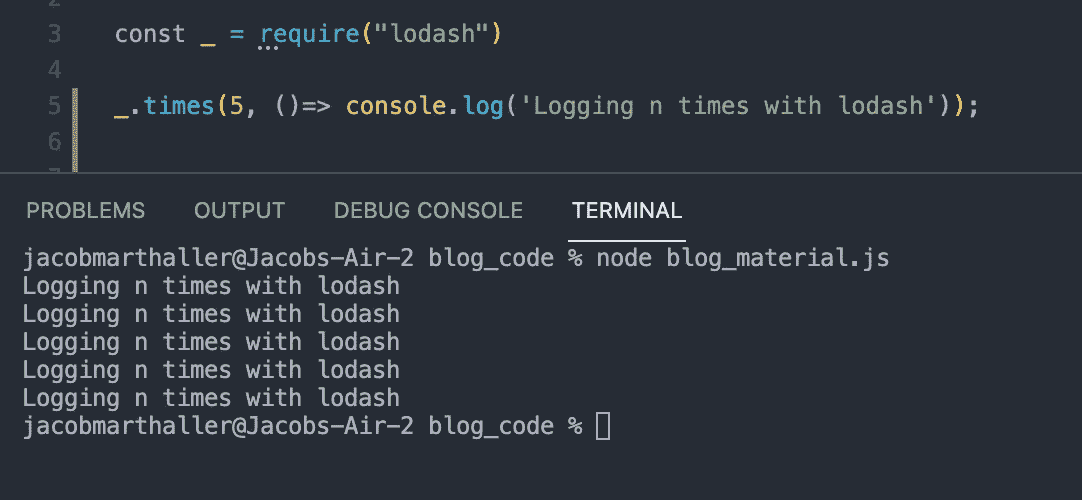 3 const _ = require("lodash")
4
5 _.times(5, ()=> console.log('Logging n times with lodash'));
6
PROBLEMS OUTPUT DEBUG CONSOLE TERMINAL
jacobmarthaller@Jacobs-Air-2 blog_code % node blog_material.js
Logging n times with lodash
Logging n times with lodash
Logging n times with lodash
Logging n times with lodash
Logging n times with lodash
jacobmarthaller@Jacobs-Air-2 blog_code %